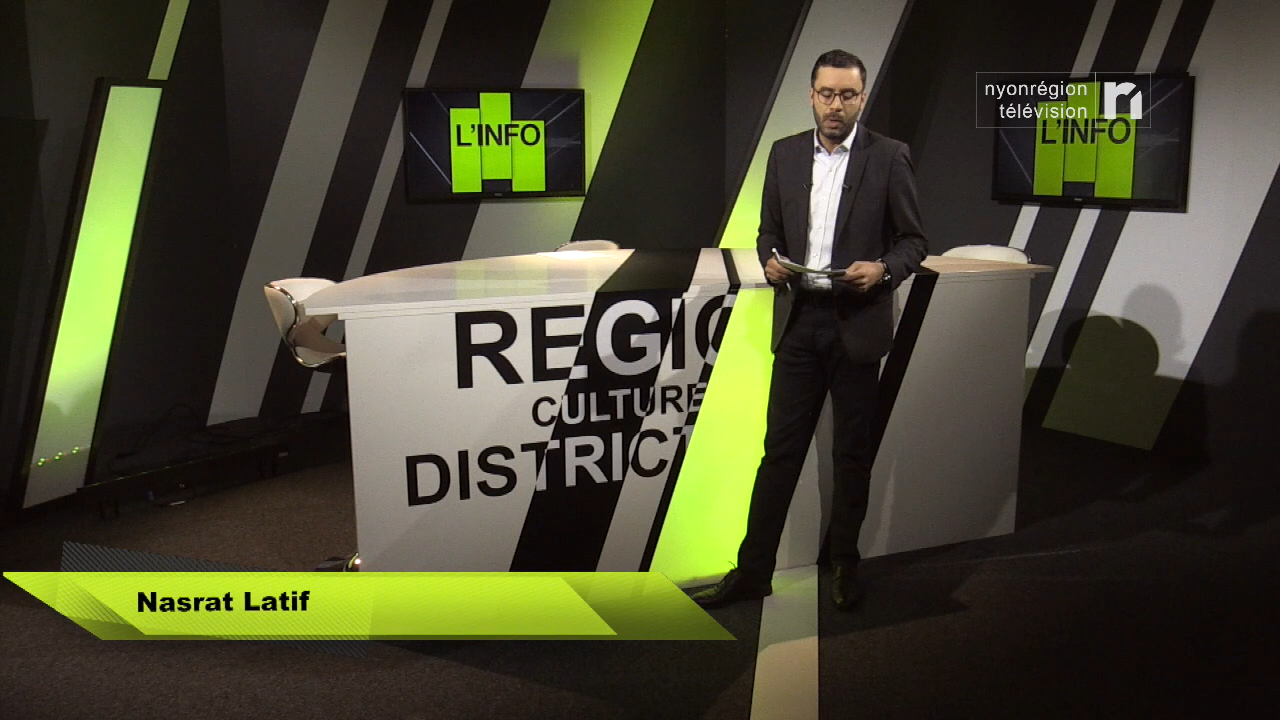 nyonrégion
télévision
L'INFO
L'INFO
REGIO
CULTURE
DISTRICT
Nasrat Latif